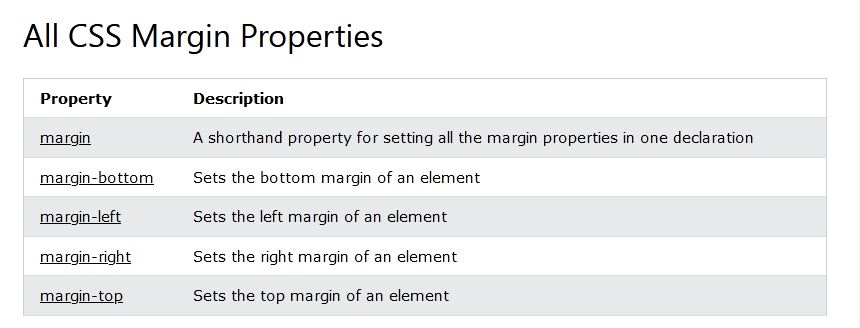 All CSS Margin Properties
Property Description
margin A shorthand property for setting all the margin properties in one declaration
margin-bottom Sets the bottom margin of an element
margin-left Sets the left margin of an element
margin-right Sets the right margin of an element
margin-top Sets the top margin of an element